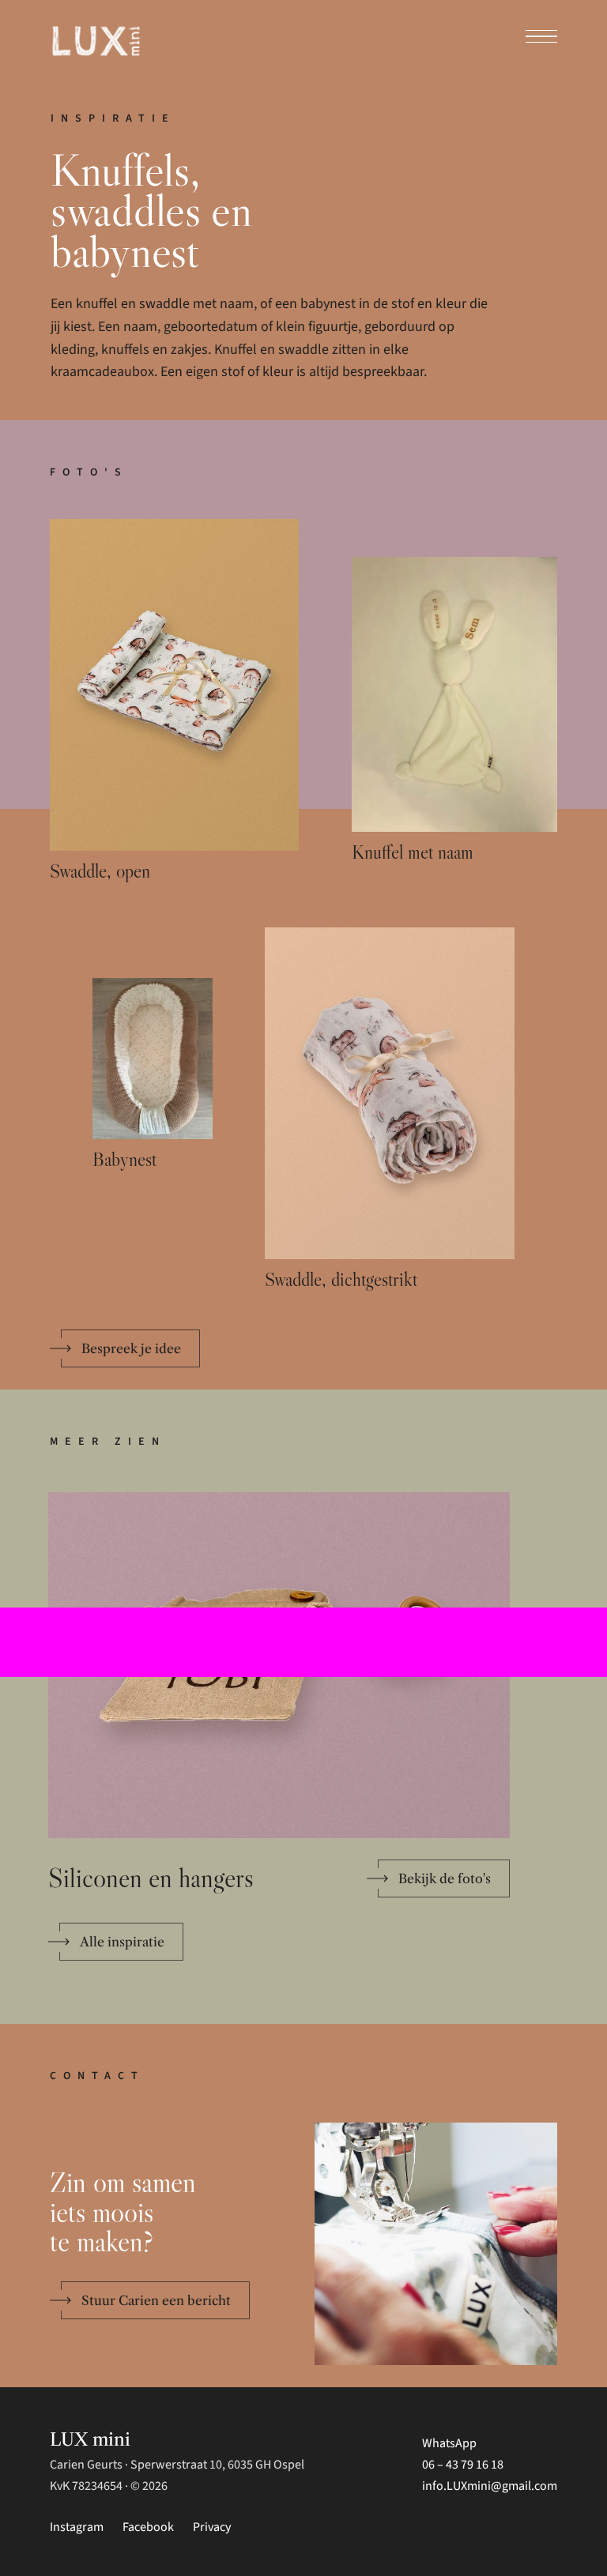 LUX mini
INSPIRATIE
Knuffels,
swaddles en
babynest
Een knuffel en swaddle met naam, of een babynest in de stof en kleur die
jij kiest. Een naam, geboortedatum of klein figuurtje, geborduurd op
kleding, knuffels en zakjes. Knuffel en swaddle zitten in elke
kraamcadeaubox. Een eigen stof of kleur is altijd bespreekbaar.
FOTO'S
Sem
Swaddle, open
Knuffel met naam
Babynest
Swaddle, dichtgestrikt
Bespreek je idee
MEER ZIEN
Siliconen en hangers
Bekijk de foto's
Alle inspiratie
CONTACT
Zin om samen
iets moois
te maken?
LUX
Stuur Carien een bericht
LUX mini
Carien Geurts · Sperwerstraat 10, 6035 GH Ospel
KvK 78234654 · © 2026
WhatsApp
06 – 43 79 16 18
info.LUXmini@gmail.com
Instagram Facebook Privacy